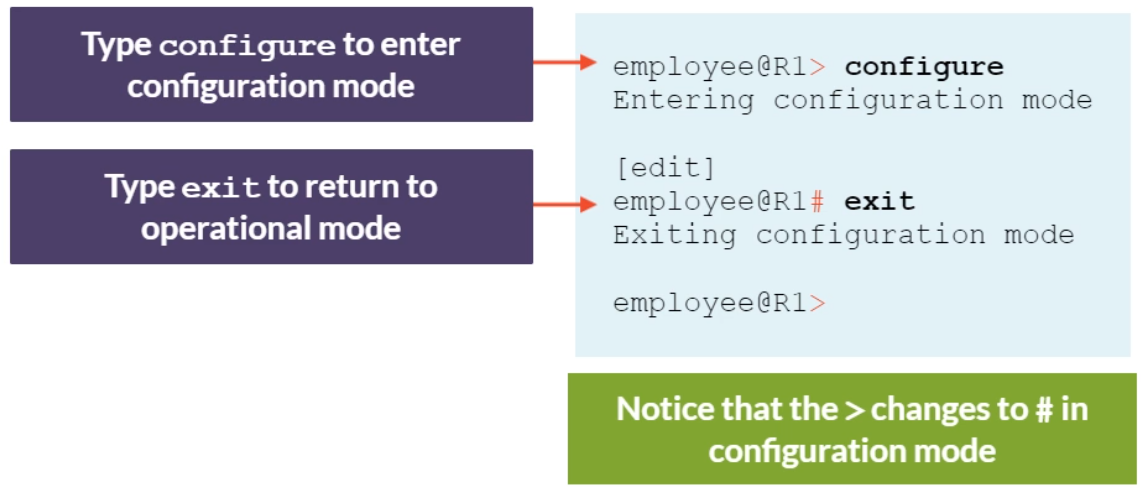 Type configure to enter
configuration mode
Type exit to return to
operational mode
employee@R1> configure
Entering configuration mode
[edit]
employee@R1# exit
Exiting configuration mode
employee@R1>
Notice that the > changes to # in
configuration mode